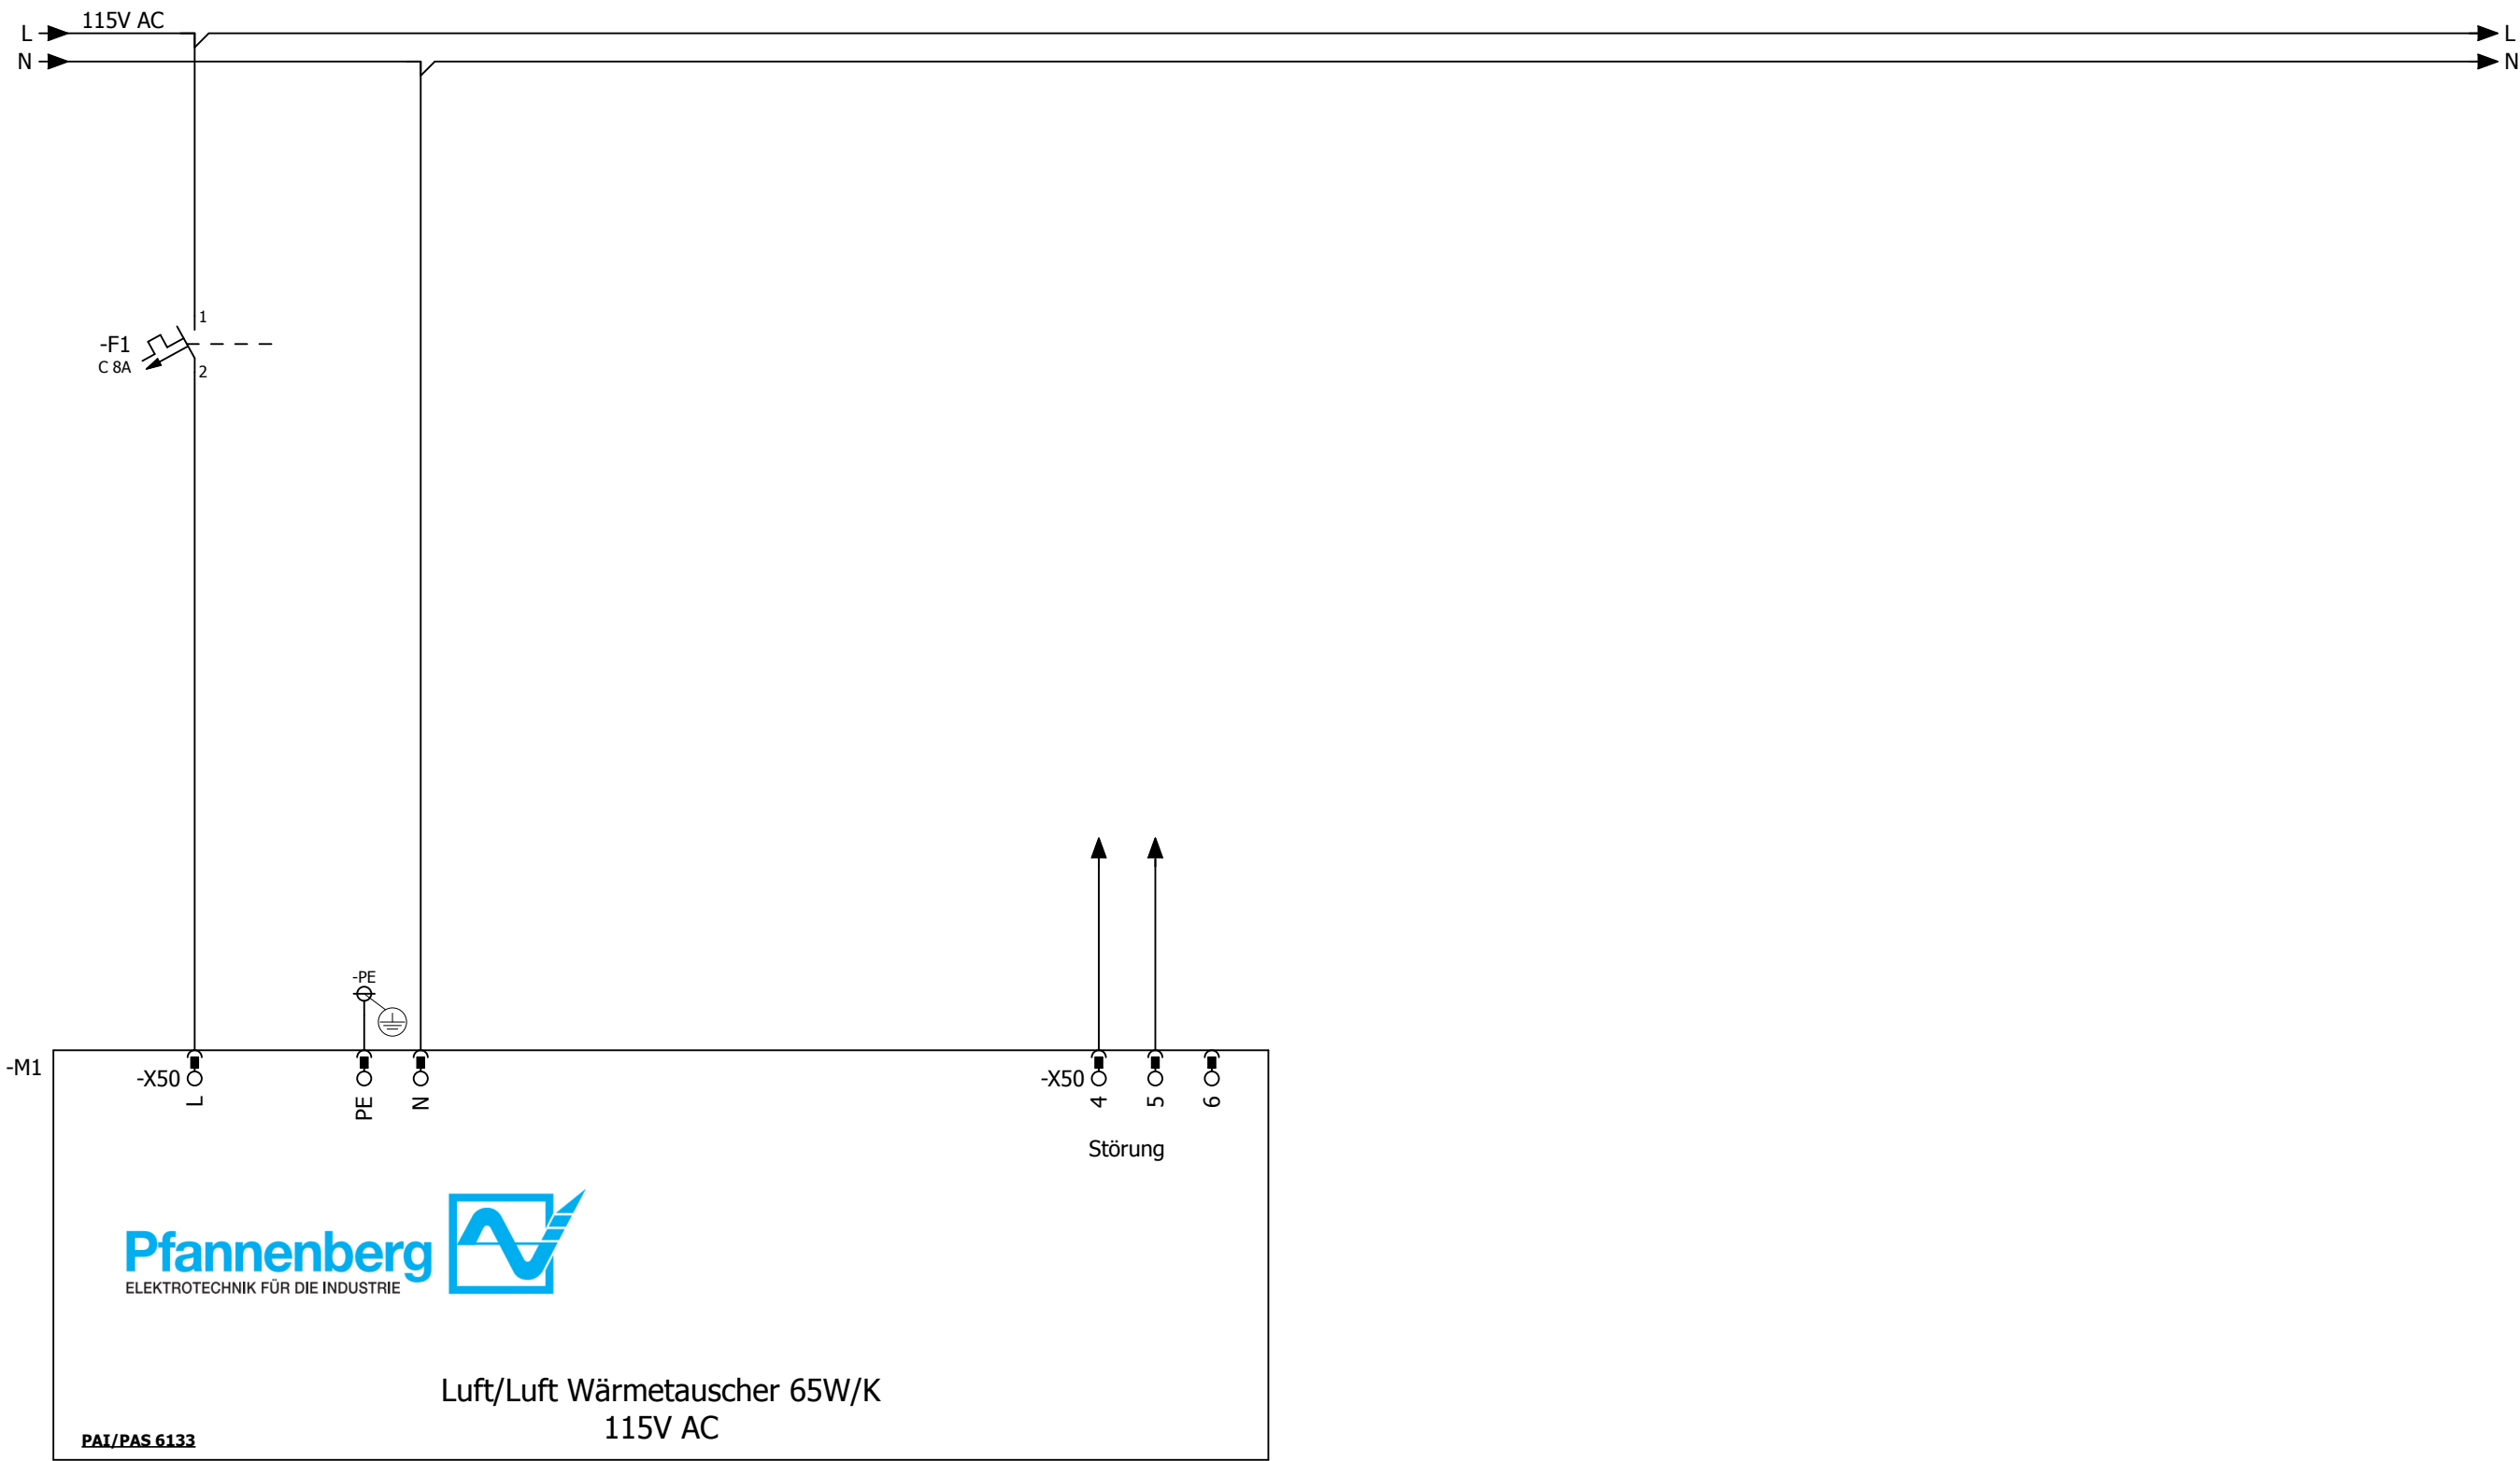 115V AC
L
L
N
N
1
-F1
C 8A
2
-PE
-M1
-X50
L
PE
N
-X50
4
5
6
Störung
Pfannenberg
ELEKTROTECHNIK FÜR DIE INDUSTRIE
Luft/Luft Wärmetauscher 65W/K
115V AC
PAI/PAS 6133